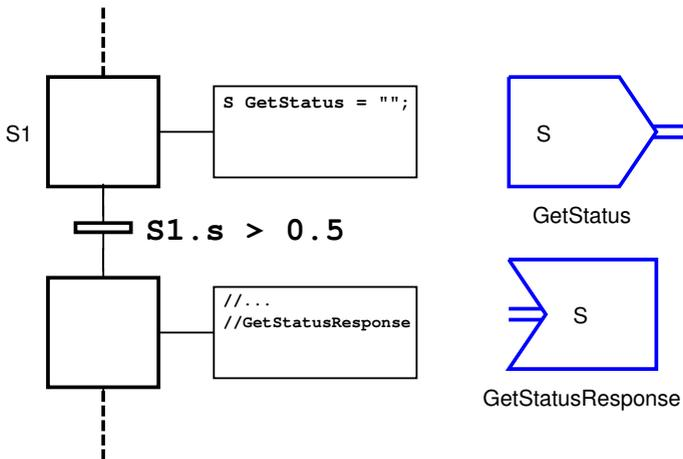 S1
S GetStatus = "";
S1.s > 0.5
//...
//GetStatusResponse
S
GetStatus
S
GetStatusResponse